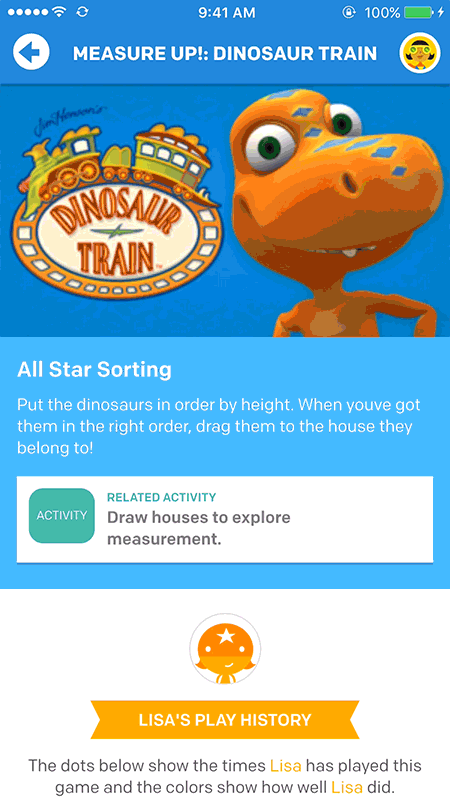 9:41 AM
100%
MEASURE UP!: DINOSAUR TRAIN
Jim Henson's
DINOSAUR
TRAIN
All Star Sorting
Put the dinosaurs in order by height. When youve got
them in the right order, drag them to the house they
belong to!
ACTIVITY
RELATED ACTIVITY
Draw houses to explore
measurement.
LISA'S PLAY HISTORY
The dots below show the times Lisa has played this
game and the colors show how well Lisa did.